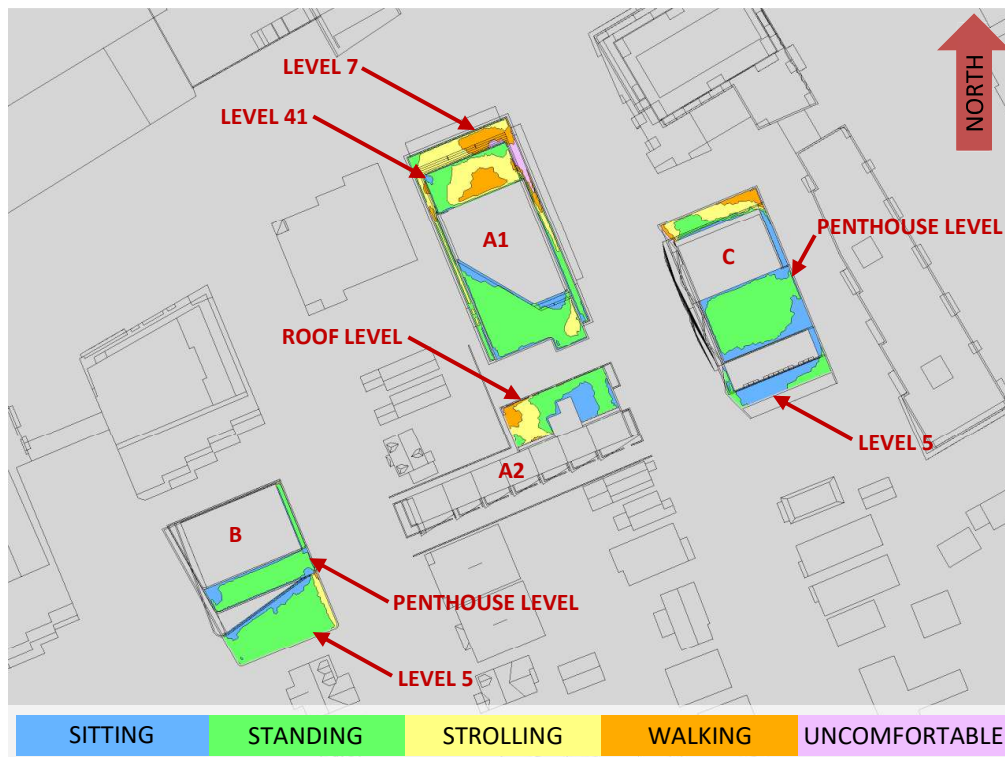 LEVEL 7
LEVEL 41
NORTH
A1
C
PENTHOUSE LEVEL
ROOF LEVEL
LEVEL 5
A2
B
PENTHOUSE LEVEL
LEVEL 5
SITTING
STANDING
STROLLING
WALKING
UNCOMFORTABLE